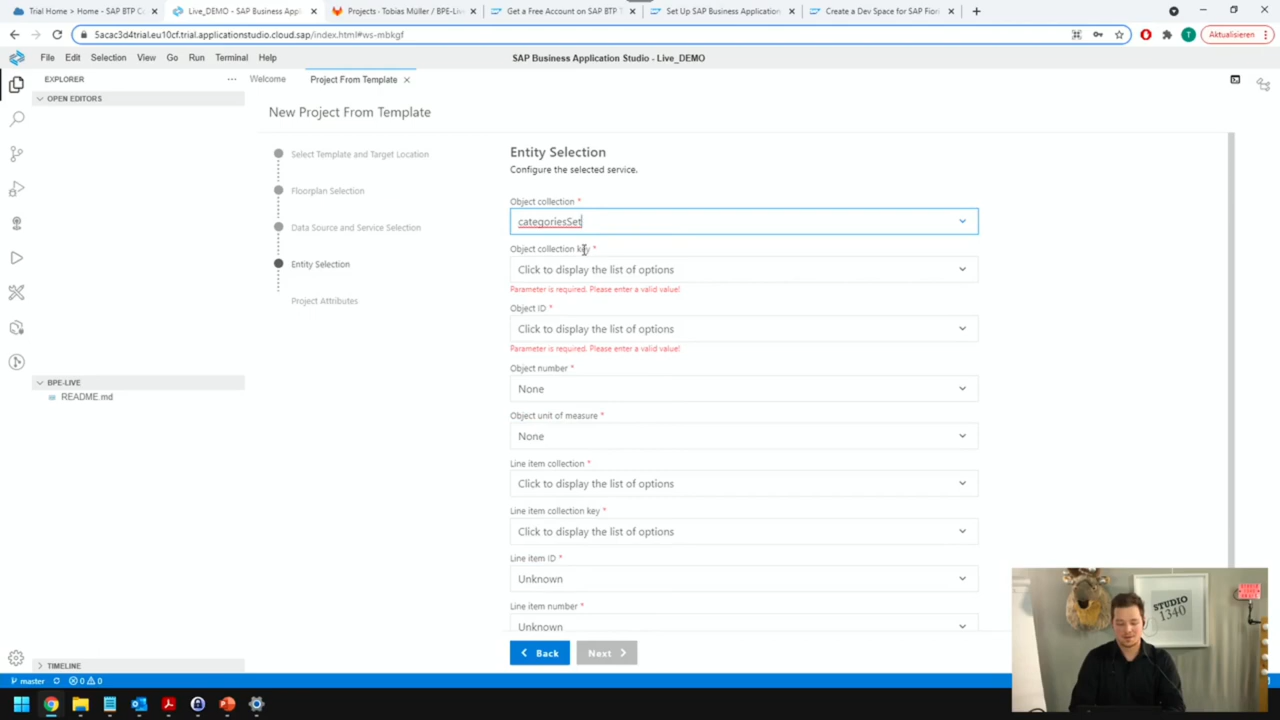 Trial Home > Home - SAP BTP C
Live_DEMO - SAP Business Appl
Projects · Tobias Müller / BPE-Live
Get a Free Account on SAP BTP T
Set Up SAP Business Application
Create a Dev Space for SAP Fior
5acac3d4trial.eu10cf.trial.applicationstudio.cloud.sap/index.html#ws-mbkgf
T
Aktualisieren
File Edit Selection View Go Run Terminal Help
SAP Business Application Studio - Live_DEMO
EXPLORER
Welcome
Project From Template
OPEN EDITORS
New Project From Template
Select Template and Target Location
Floorplan Selection
Data Source and Service Selection
Entity Selection
Project Attributes
Entity Selection
Configure the selected service.
Object collection *
categoriesSet
Object collection key *
Click to display the list of options
Parameter is required. Please enter a valid value!
Object ID *
Click to display the list of options
Parameter is required. Please enter a valid value!
Object number *
None
Object unit of measure *
None
Line item collection *
Click to display the list of options
Line item collection key *
Click to display the list of options
Line item ID *
Unknown
Line item number *
Unknown
Back
Next
BPE-LIVE
README.md
TIMELINE
master
0
0
STUDIO
1340